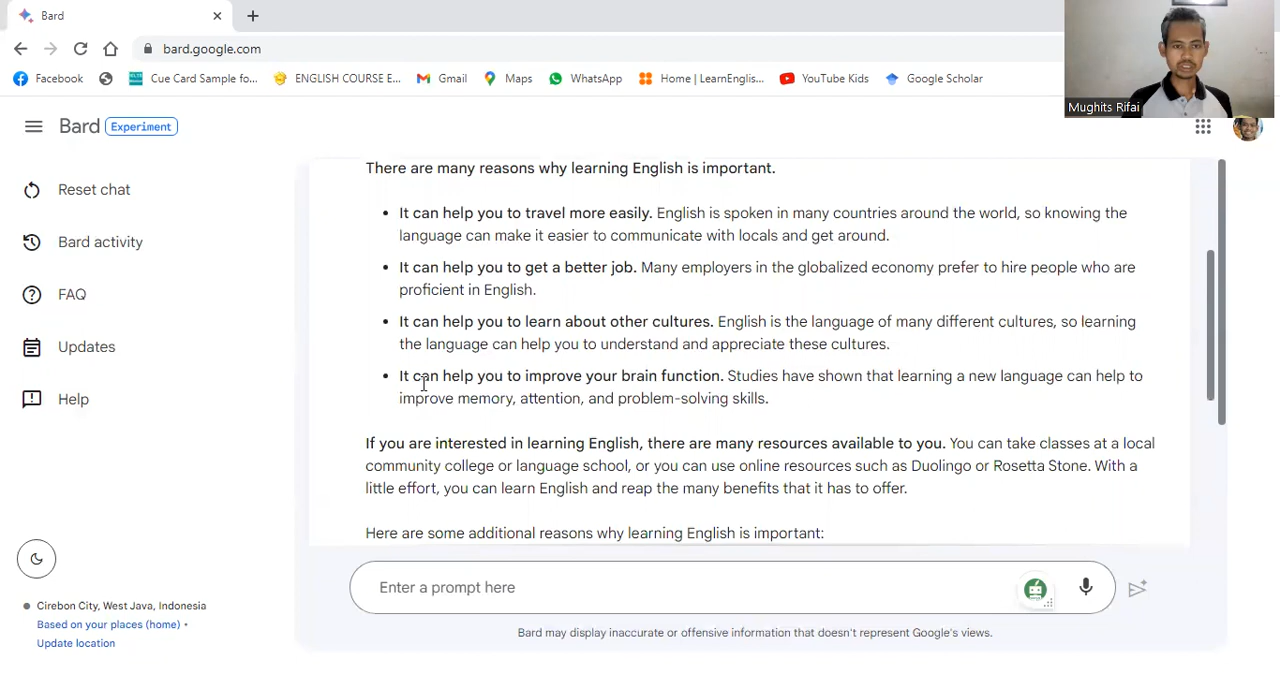 Bard
bard.google.com
Facebook
Cue Card Sample fo...
ENGLISH COURSE E...
Gmail
Maps
WhatsApp
Home | LearnEnglis...
YouTube Kids
Google Scholar
Mughits Rifai
Bard Experiment
Reset chat
Bard activity
FAQ
Updates
Help
There are many reasons why learning English is important.
• It can help you to travel more easily. English is spoken in many countries around the world, so knowing the
language can make it easier to communicate with locals and get around.
• It can help you to get a better job. Many employers in the globalized economy prefer to hire people who are
proficient in English.
• It can help you to learn about other cultures. English is the language of many different cultures, so learning
the language can help you to understand and appreciate these cultures.
• It can help you to improve your brain function. Studies have shown that learning a new language can help to
improve memory, attention, and problem-solving skills.
If you are interested in learning English, there are many resources available to you. You can take classes at a local
community college or language school, or you can use online resources such as Duolingo or Rosetta Stone. With a
little effort, you can learn English and reap the many benefits that it has to offer.
Here are some additional reasons why learning English is important:
Enter a prompt here
Bard may display inaccurate or offensive information that doesn't represent Google's views.
Cirebon City, West Java, Indonesia
Based on your places (home) •
Update location